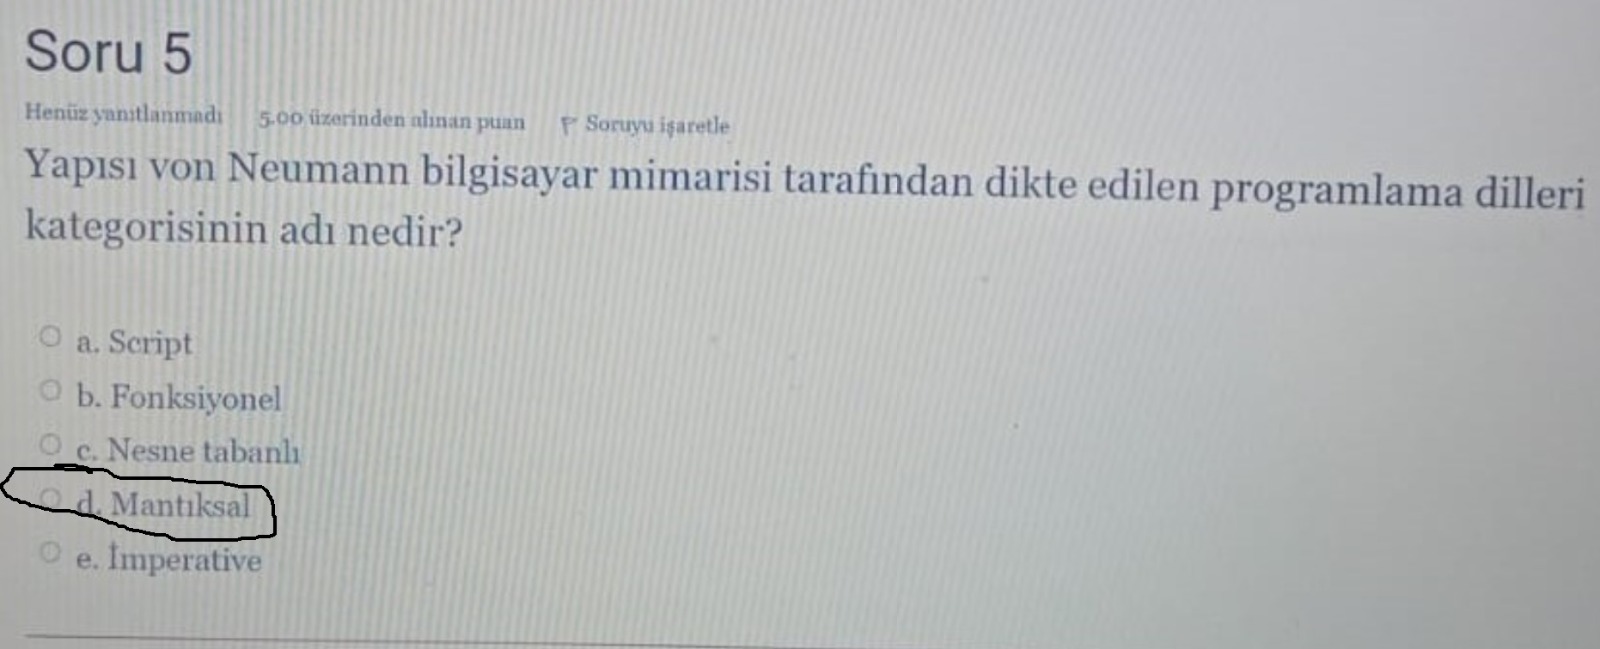 Soru 5
Henüz yanıtlanmadı 5.00 üzerinden alınan puan Soruyu işaretle
Yapısı von Neumann bilgisayar mimarisi tarafından dikte edilen programlama dilleri
kategorisinin adı nedir?
a. Script
b. Fonksiyonel
c. Nesne tabanlı
d. Mantıksal
e. İmperative